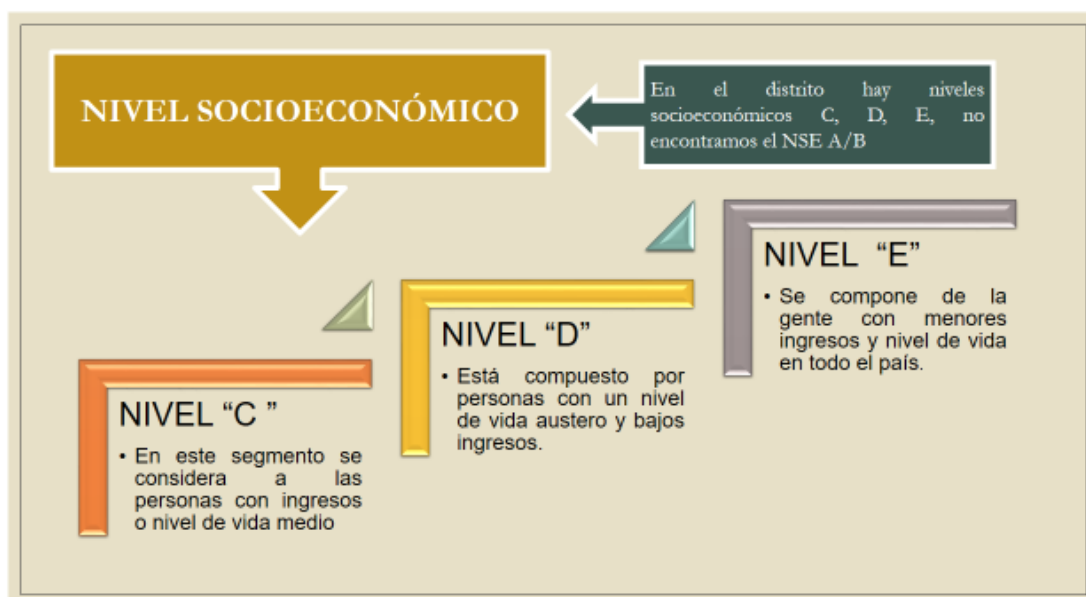 NIVEL SOCIOECONÓMICO
En el distrito hay niveles
socioeconómicos C, D, E, no
encontramos el NSE A/B
NIVEL “C ”
• En este segmento se
considera a las
personas con ingresos
o nivel de vida medio
NIVEL “D”
• Está compuesto por
personas con un nivel
de vida austero y bajos
ingresos.
NIVEL “E”
• Se compone de la
gente con menores
ingresos y nivel de vida
en todo el país.